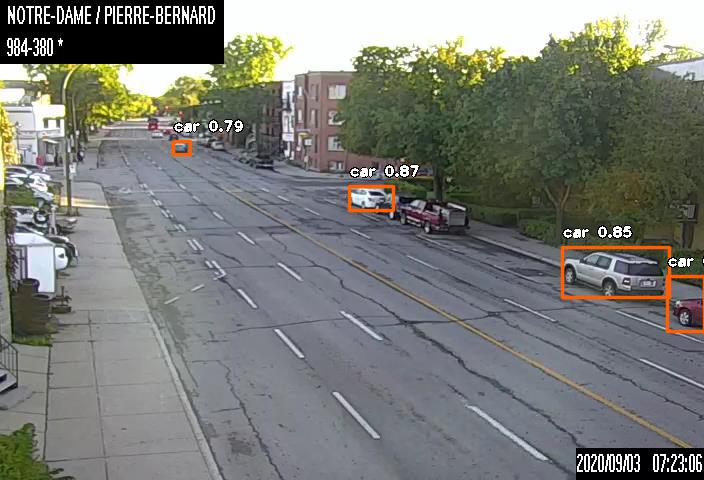 NOTRE-DAME / PIERRE-BERNARD
984-380 *
car 0.79
car 0.87
car 0.85
car
2020/09/03 07:23:06